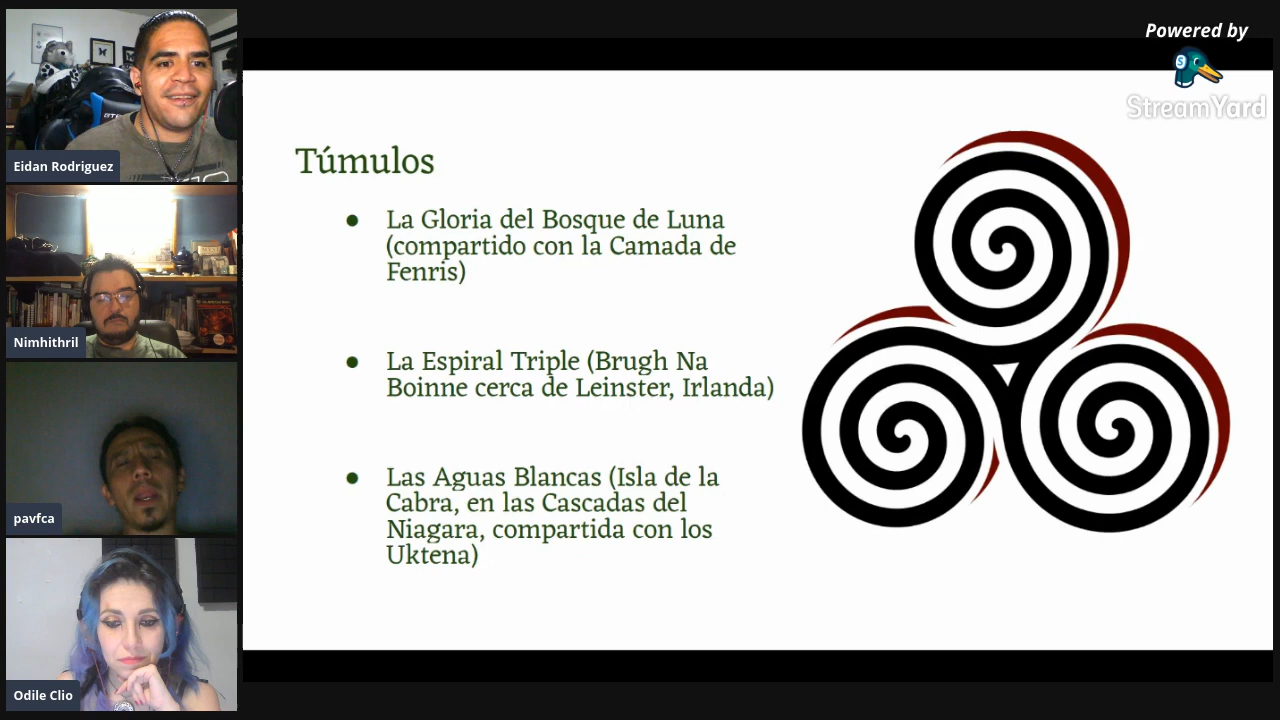 Powered by
StreamYard
Eidan Rodriguez
Nimhithril
pavfca
Odile Clio
Túmulos
● La Gloria del Bosque de Luna
(compartido con la Camada de
Fenris)
● La Espiral Triple (Brugh Na
Boinne cerca de Leinster, Irlanda)
● Las Aguas Blancas (Isla de la
Cabra, en las Cascadas del
Niagara, compartida con los
Uktena)